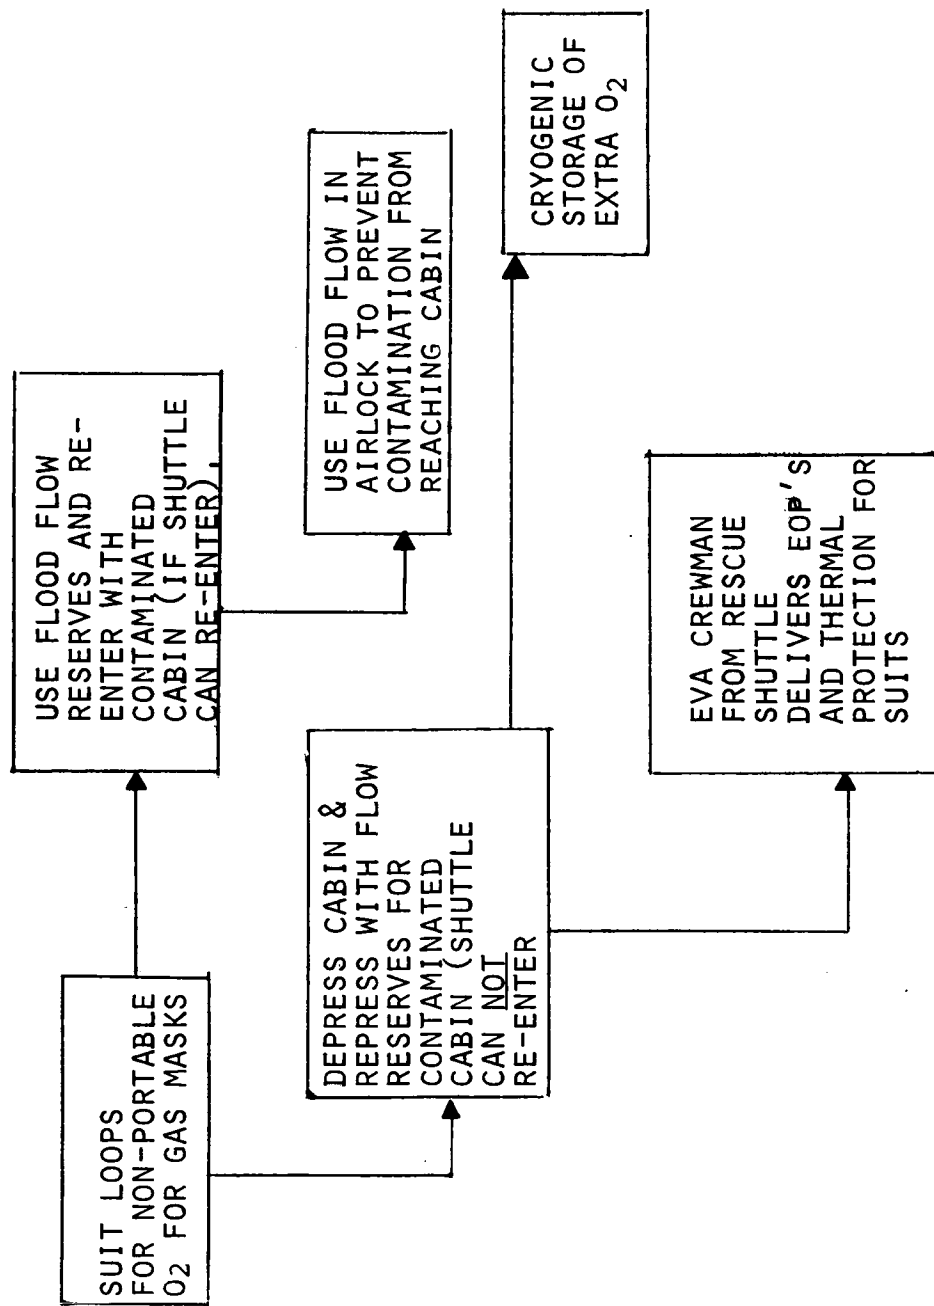 SUIT LOOPS
FOR NON-PORTABLE
O2 FOR GAS MASKS
USE FLOOD FLOW
RESERVES AND RE-
ENTER WITH
CONTAMINATED
CABIN (IF SHUTTLE
CAN RE-ENTER)
DEPRESS CABIN &
REPRESS WITH FLOW
RESERVES FOR
CONTAMINATED
CABIN (SHUTTLE
CAN NOT
RE-ENTER
USE FLOOD FLOW IN
AIRLOCK TO PREVENT
CONTAMINATION FROM
REACHING CABIN
EVA CREWMAN
FROM RESCUE
SHUTTLE
DELIVERS EOP'S
AND THERMAL
PROTECTION FOR
SUITS
CRYOGENIC
STORAGE OF
EXTRA O2